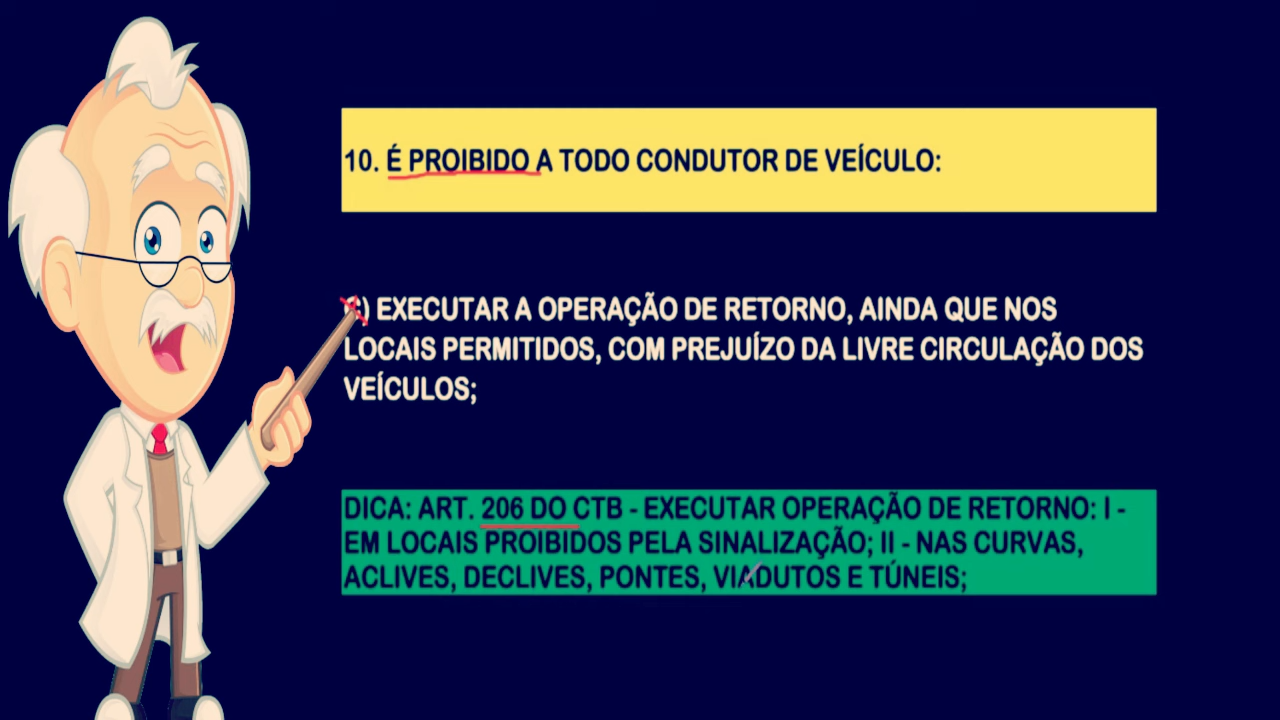 10. É PROIBIDO A TODO CONDUTOR DE VEÍCULO:
C) EXECUTAR A OPERAÇÃO DE RETORNO, AINDA QUE NOS
LOCAIS PERMITIDOS, COM PREJUÍZO DA LIVRE CIRCULAÇÃO DOS
VEÍCULOS;
DICA: ART. 206 DO CTB - EXECUTAR OPERAÇÃO DE RETORNO: I -
EM LOCAIS PROIBIDOS PELA SINALIZAÇÃO; II - NAS CURVAS,
ACLIVES, DECLIVES, PONTES, VIADUTOS E TÚNEIS;